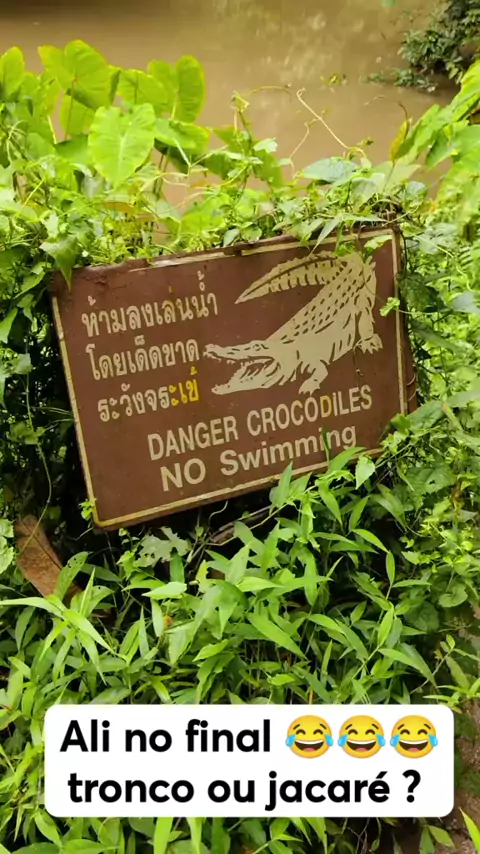 ห้ามลงเล่นน้ำ
โดยเด็ดขาด
ระวังจระเข้
DANGER CROCODILES
NO Swimming
Ali no final 😂😂😂
tronco ou jacaré ?